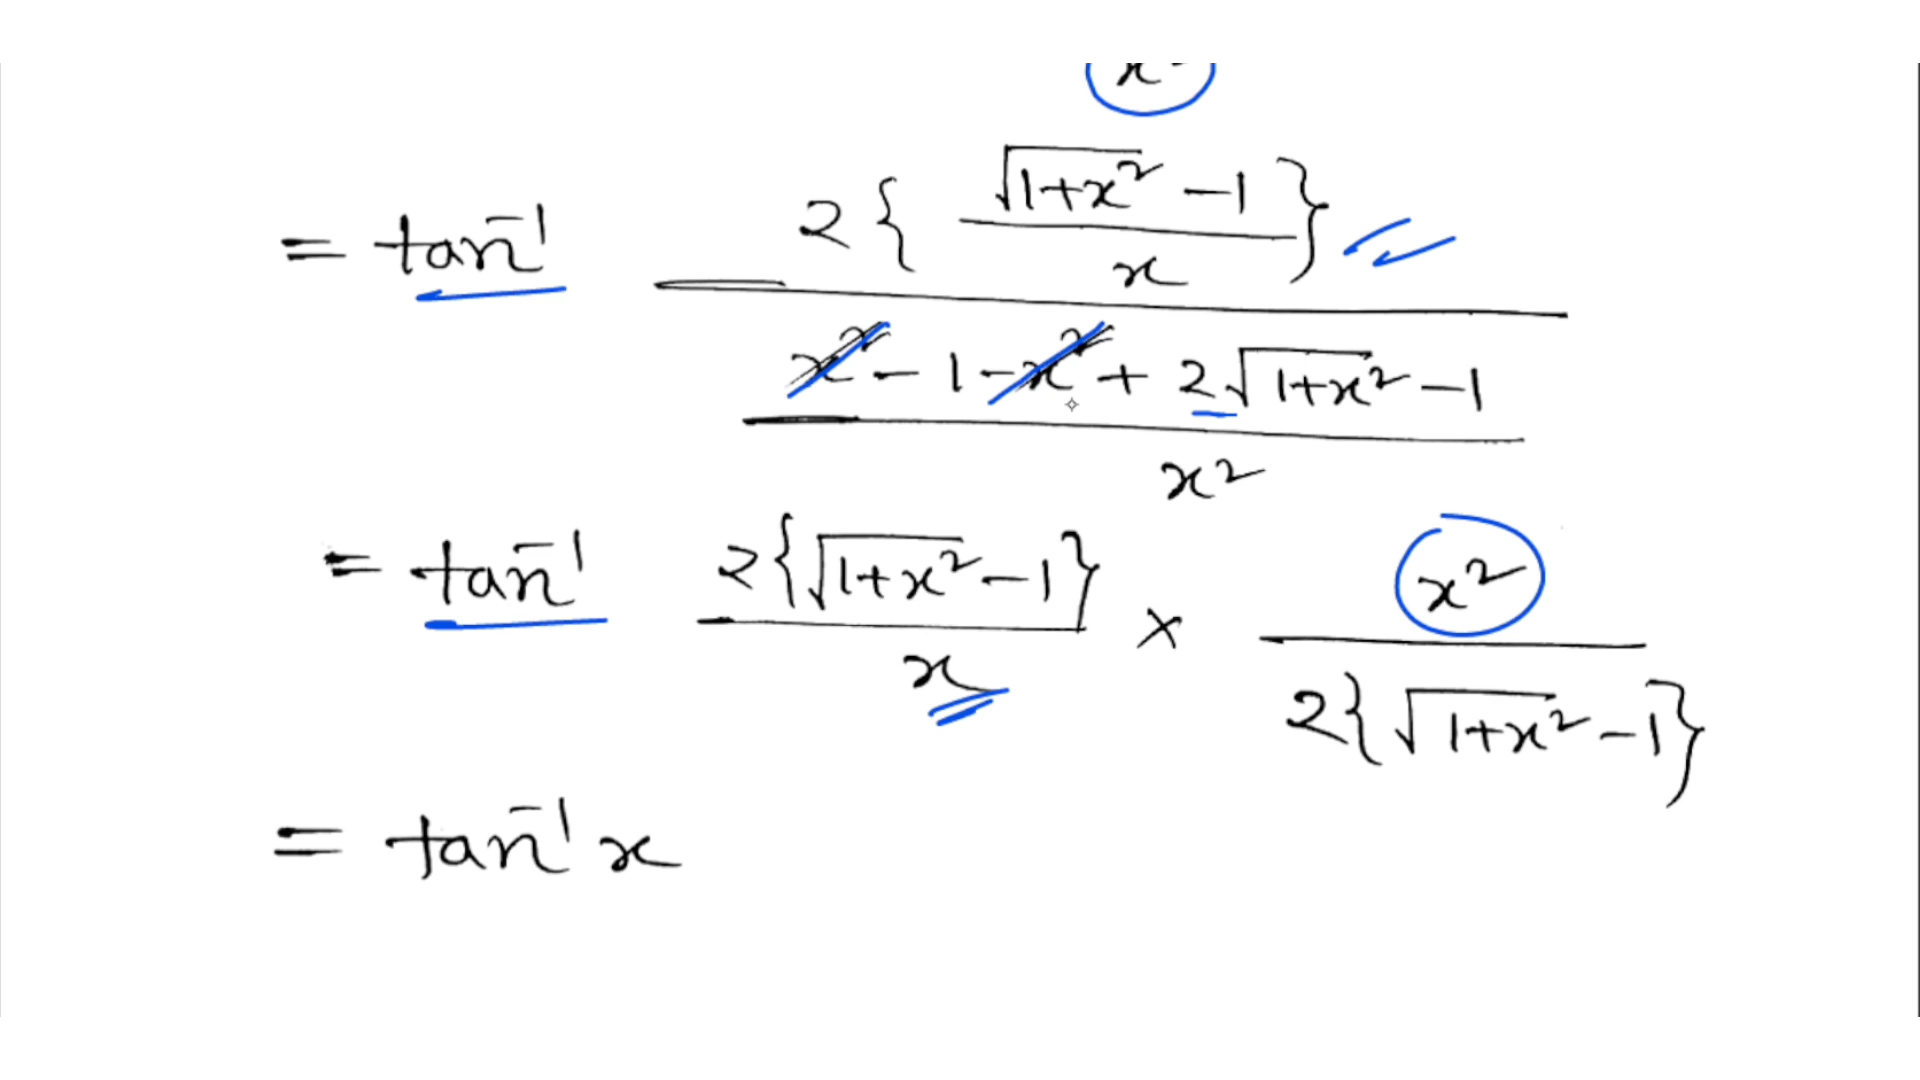 x²
= tan⁻¹ 2{(√(1+x²) - 1)/x} / ((x² - 1 - x² + 2√(1+x²) - 1)/x²)
= tan⁻¹ 2{√(1+x²) - 1}/x × x²/2{√(1+x²) - 1}
= tan⁻¹ x